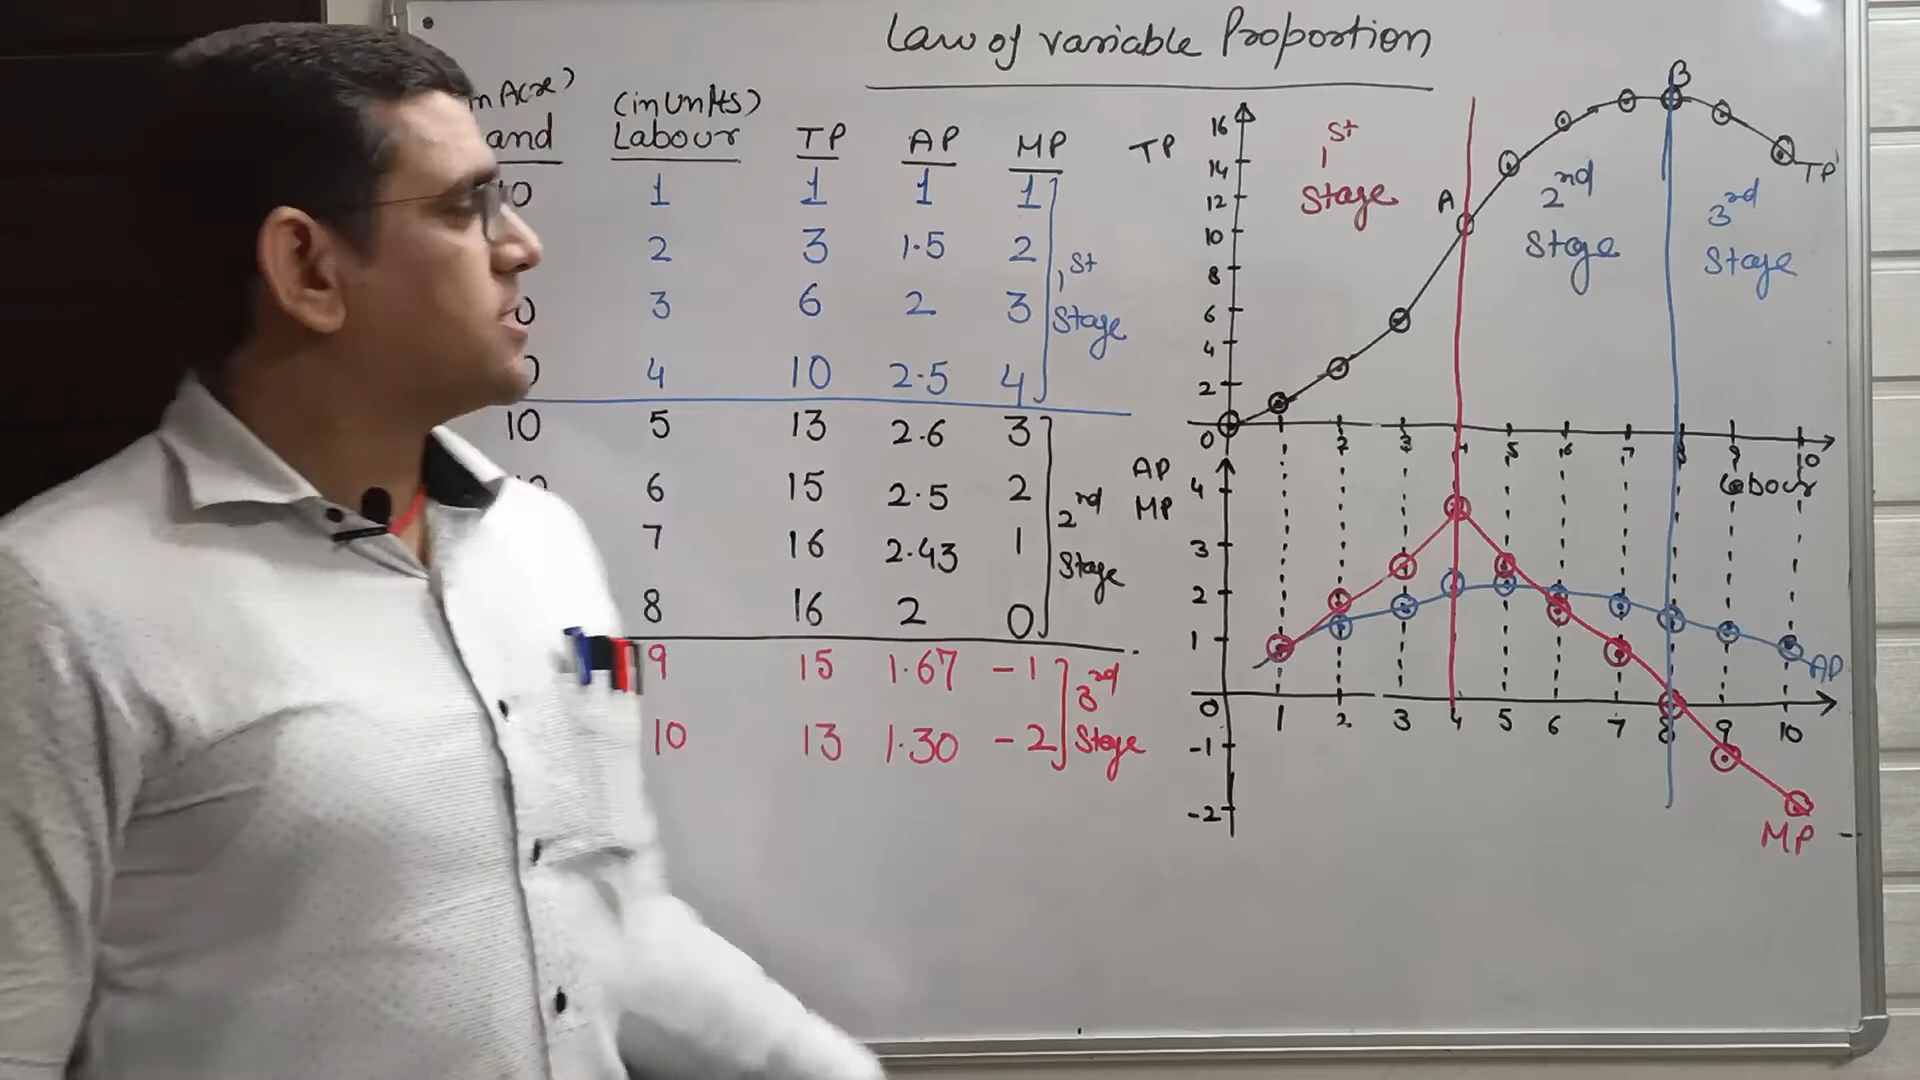 Law of variable Proportion
(in Units)
Labour TP AP MP
10 1 1 1 1
2 3 1.5 2
3 6 2 3
4 10 2.5 4
1st
Stage
10 5 13 2.6 3
6 15 2.5 2
7 16 2.43 1
8 16 2 0
2nd
Stage
9 15 1.67 -1
10 13 1.30 -2
3rd
Stage
TP
16
14
12
10
8
6
4
2
0
1st
Stage
A
2nd
Stage
B
3rd
Stage
TP
2 3 4 5 6 7 8 9 10
Labour
AP
MP
4
3
2
1
0
-1
-2
1 2 3 4 5 6 7 8 9 10
AP
MP